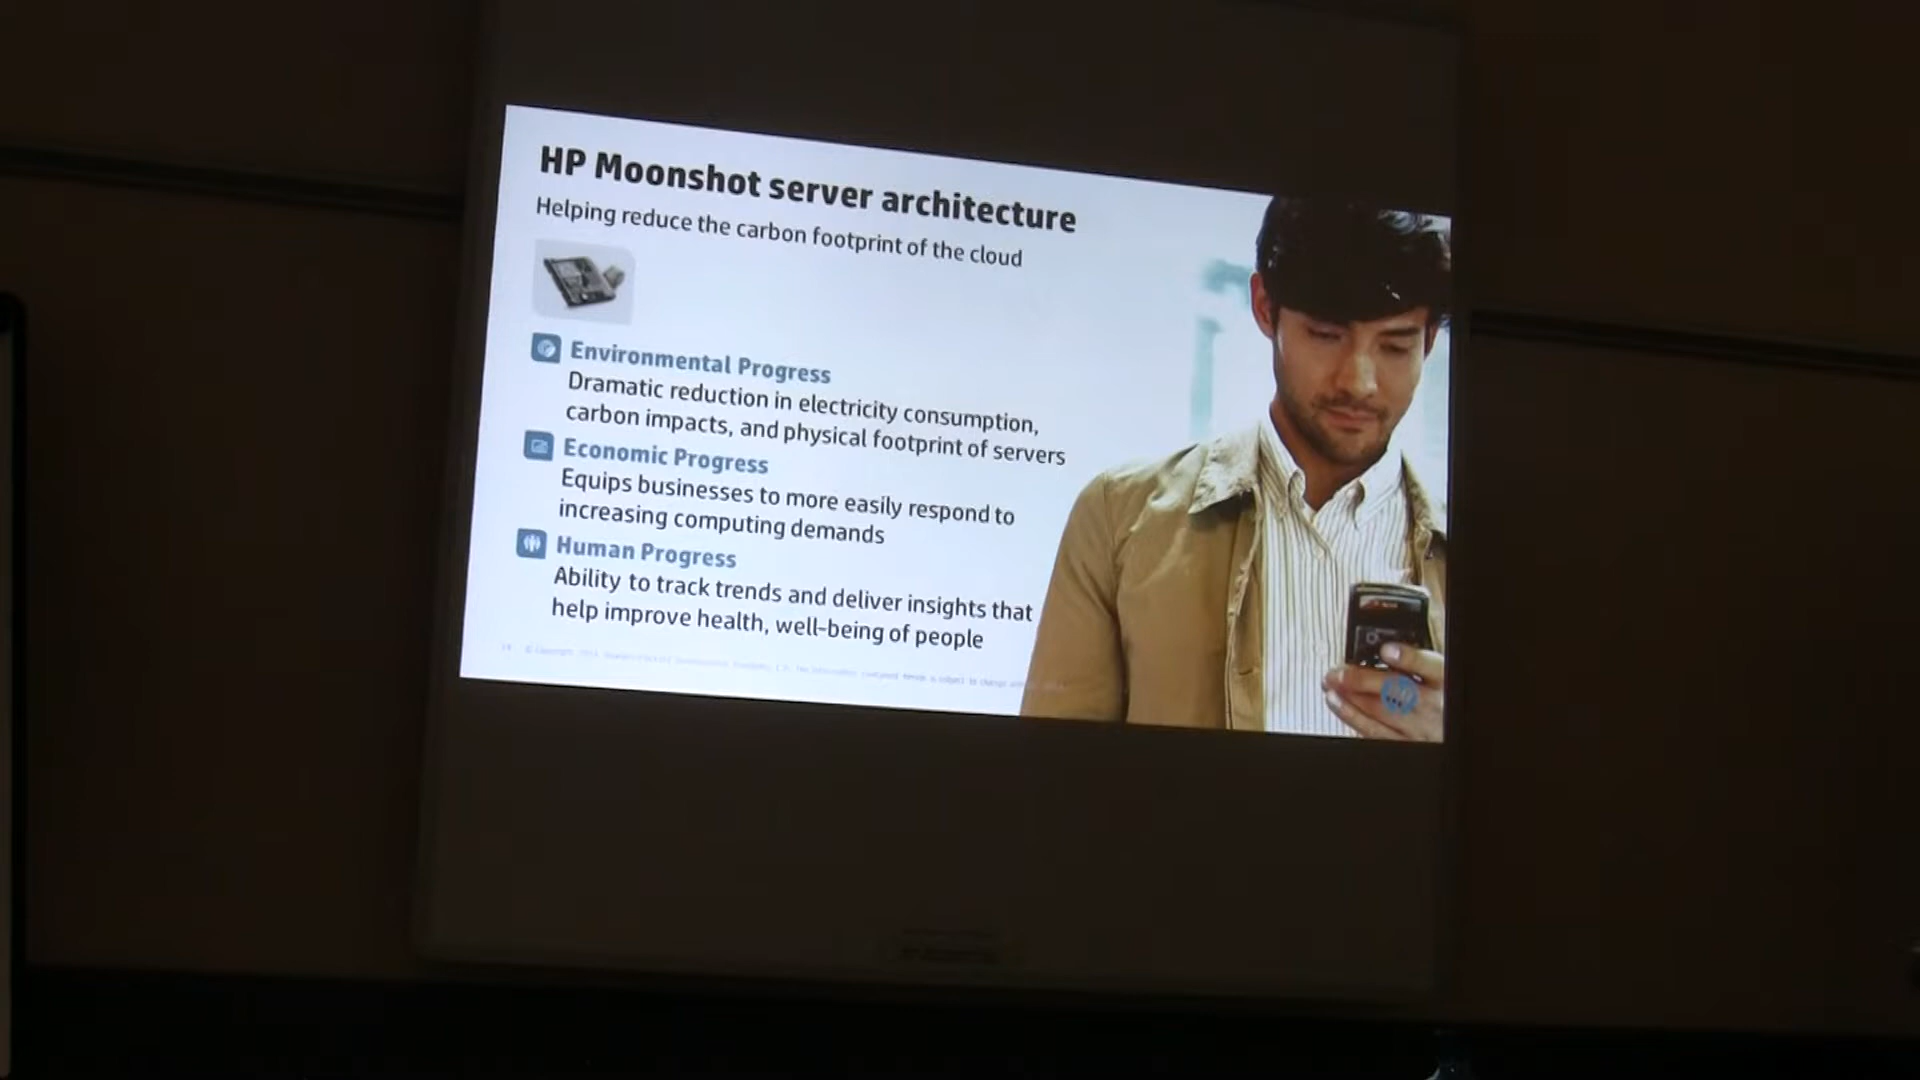 HP Moonshot server architecture
Helping reduce the carbon footprint of the cloud
Environmental Progress
Dramatic reduction in electricity consumption,
carbon impacts, and physical footprint of servers
Economic Progress
Equips businesses to more easily respond to
increasing computing demands
Human Progress
Ability to track trends and deliver insights that
help improve health, well-being of people